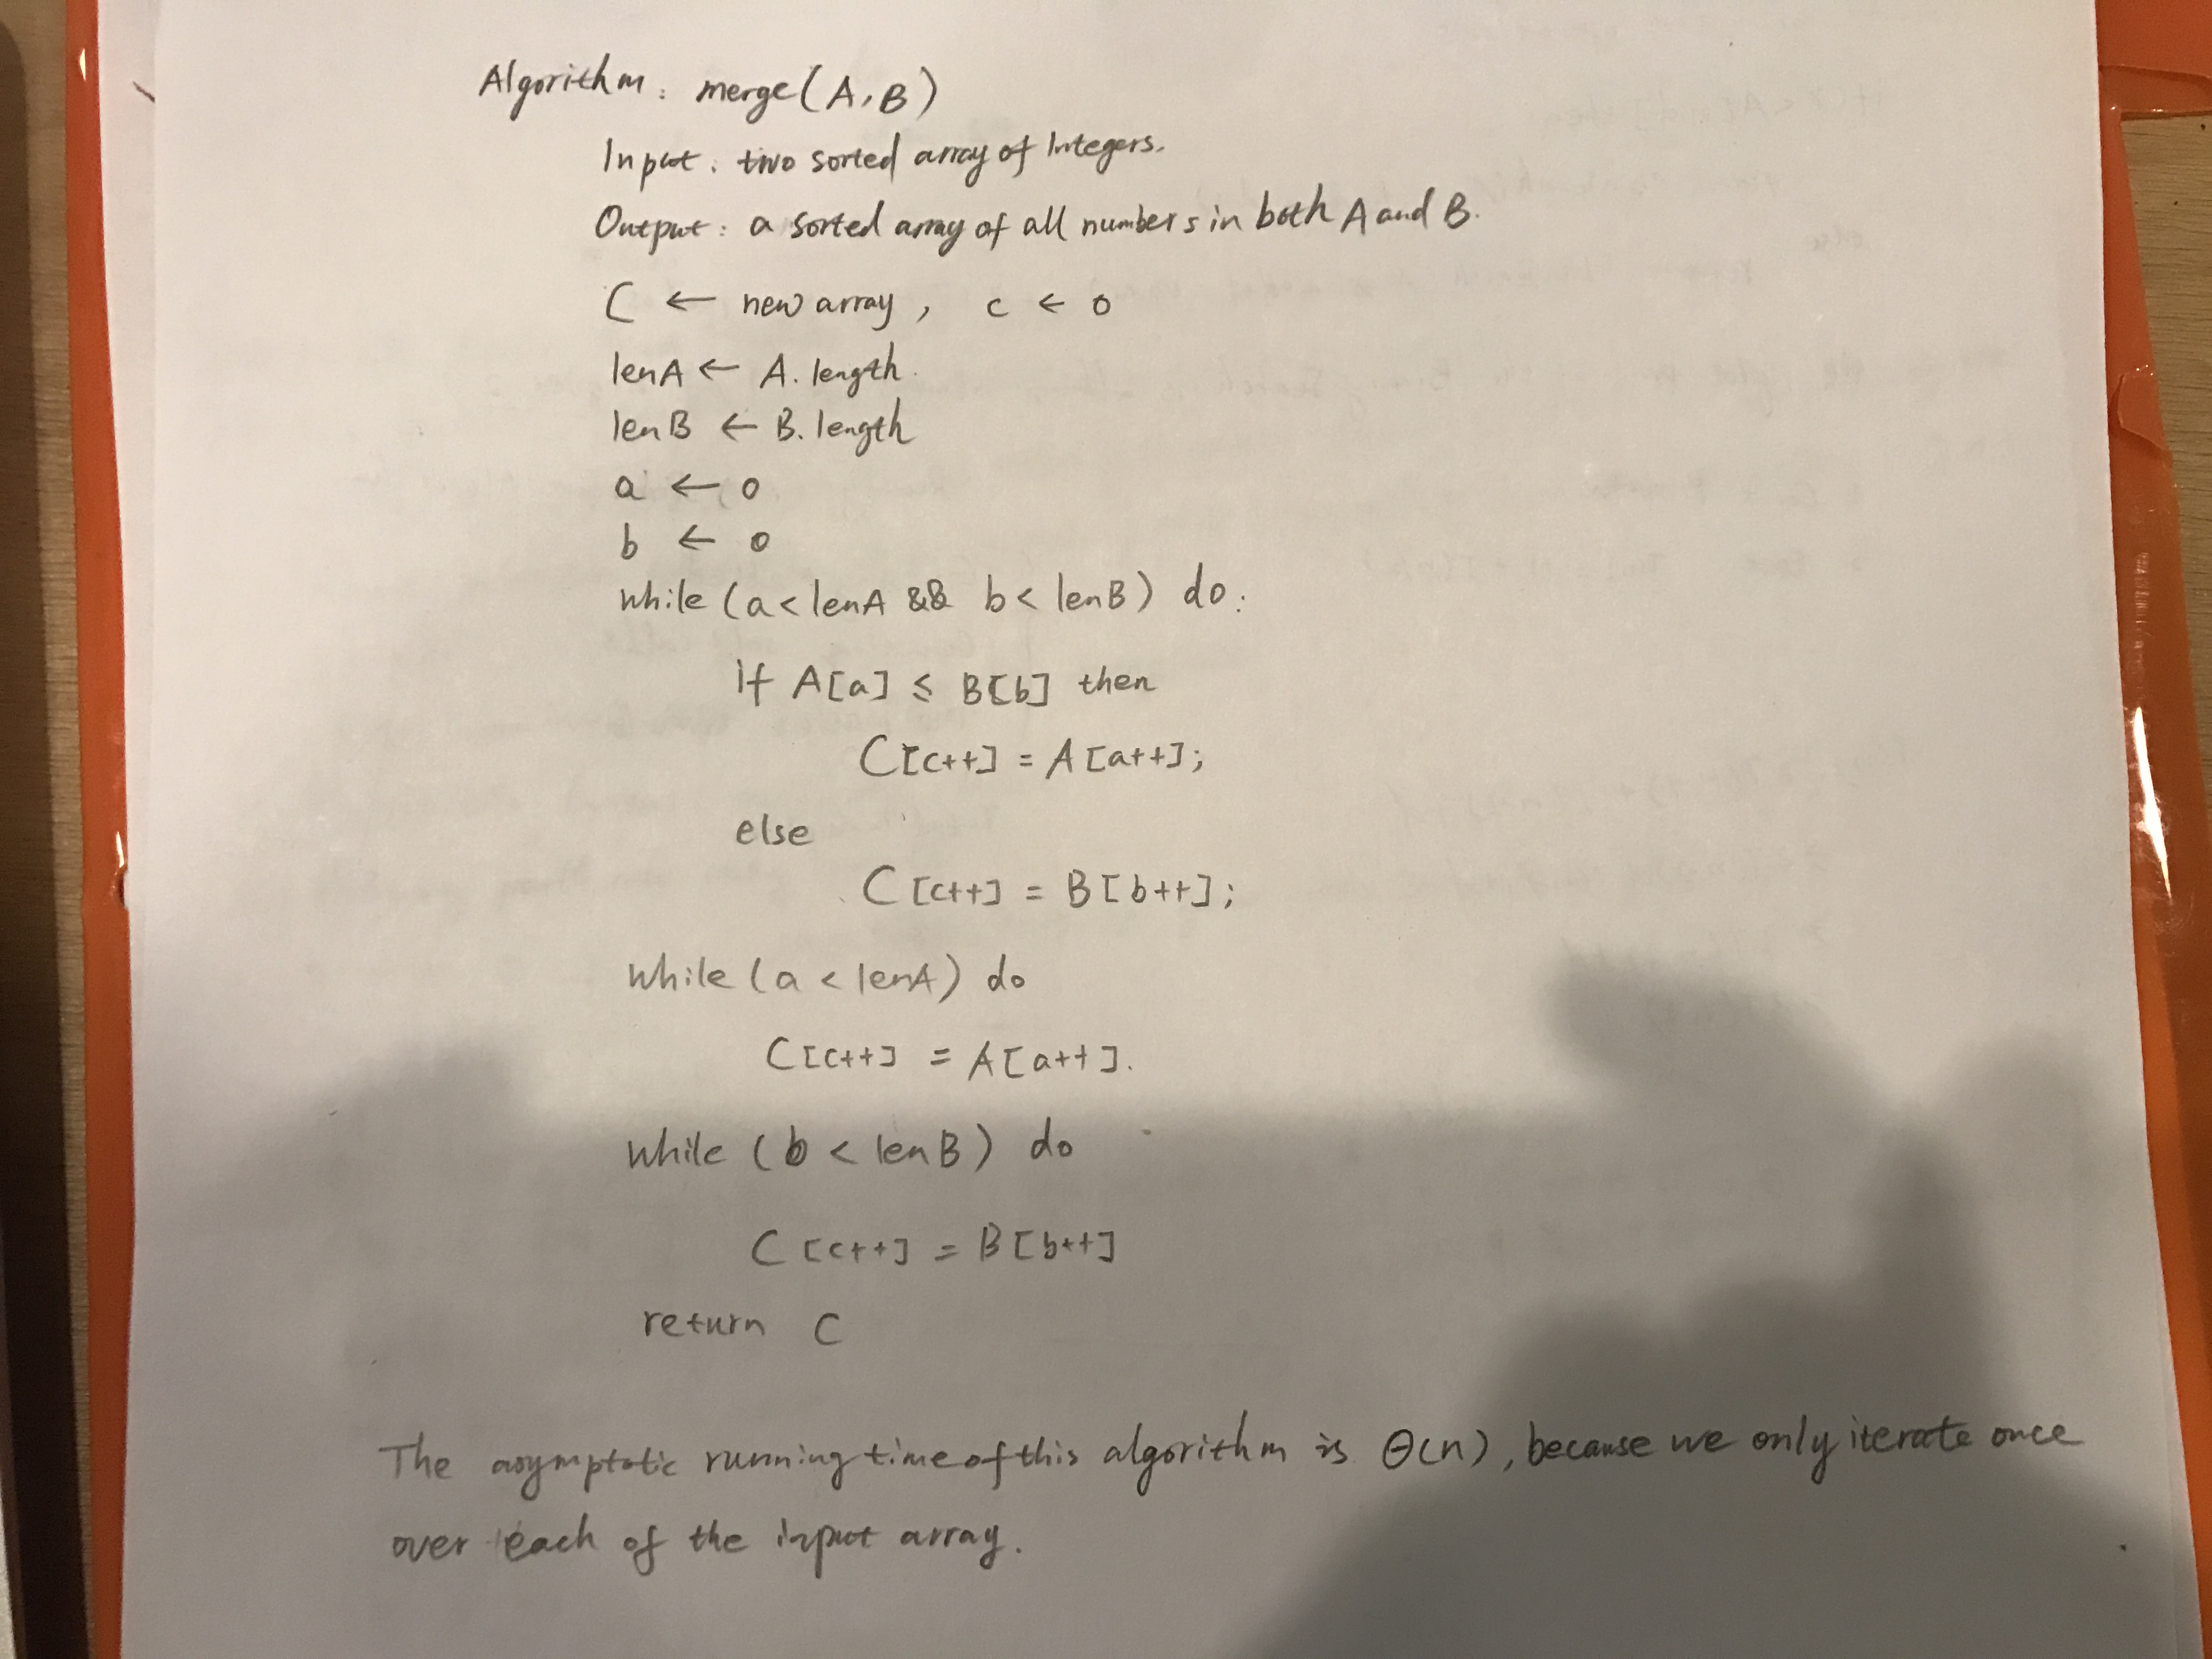 Algorithm: merge(A,B)
Input: two sorted array of Integers.
Output: a sorted array of all numbers in both A and B.
C ← new array, c ← 0
lenA ← A.length.
lenB ← B.length
a ← 0
b ← 0
while (a < lenA && b < lenB) do:
if A[a] ≤ B[b] then
C[c++] = A[a++];
else
C[c++] = B[b++];
while (a < lenA) do
C[c++] = A[a++].
while (b < lenB) do
C[c++] = B[b++]
return C
The asymptotic running time of this algorithm is θ(n), because we only iterate once
over each of the input array.